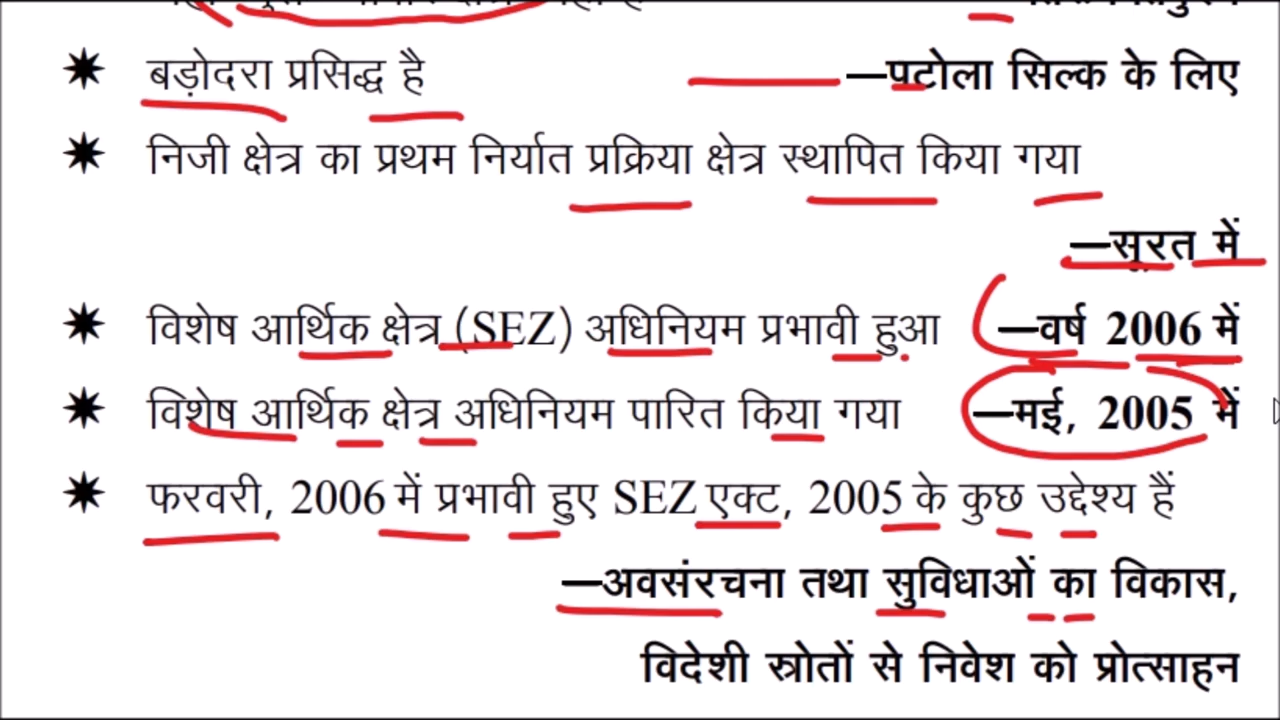 ✷ बड़ोदरा प्रसिद्ध है —पटोला सिल्क के लिए
✷ निजी क्षेत्र का प्रथम निर्यात प्रक्रिया क्षेत्र स्थापित किया गया
—सूरत में
✷ विशेष आर्थिक क्षेत्र (SEZ) अधिनियम प्रभावी हुआ —वर्ष 2006 में
✷ विशेष आर्थिक क्षेत्र अधिनियम पारित किया गया —मई, 2005 में
✷ फरवरी, 2006 में प्रभावी हुए SEZ एक्ट, 2005 के कुछ उद्देश्य हैं
—अवसंरचना तथा सुविधाओं का विकास,
विदेशी स्रोतों से निवेश को प्रोत्साहन